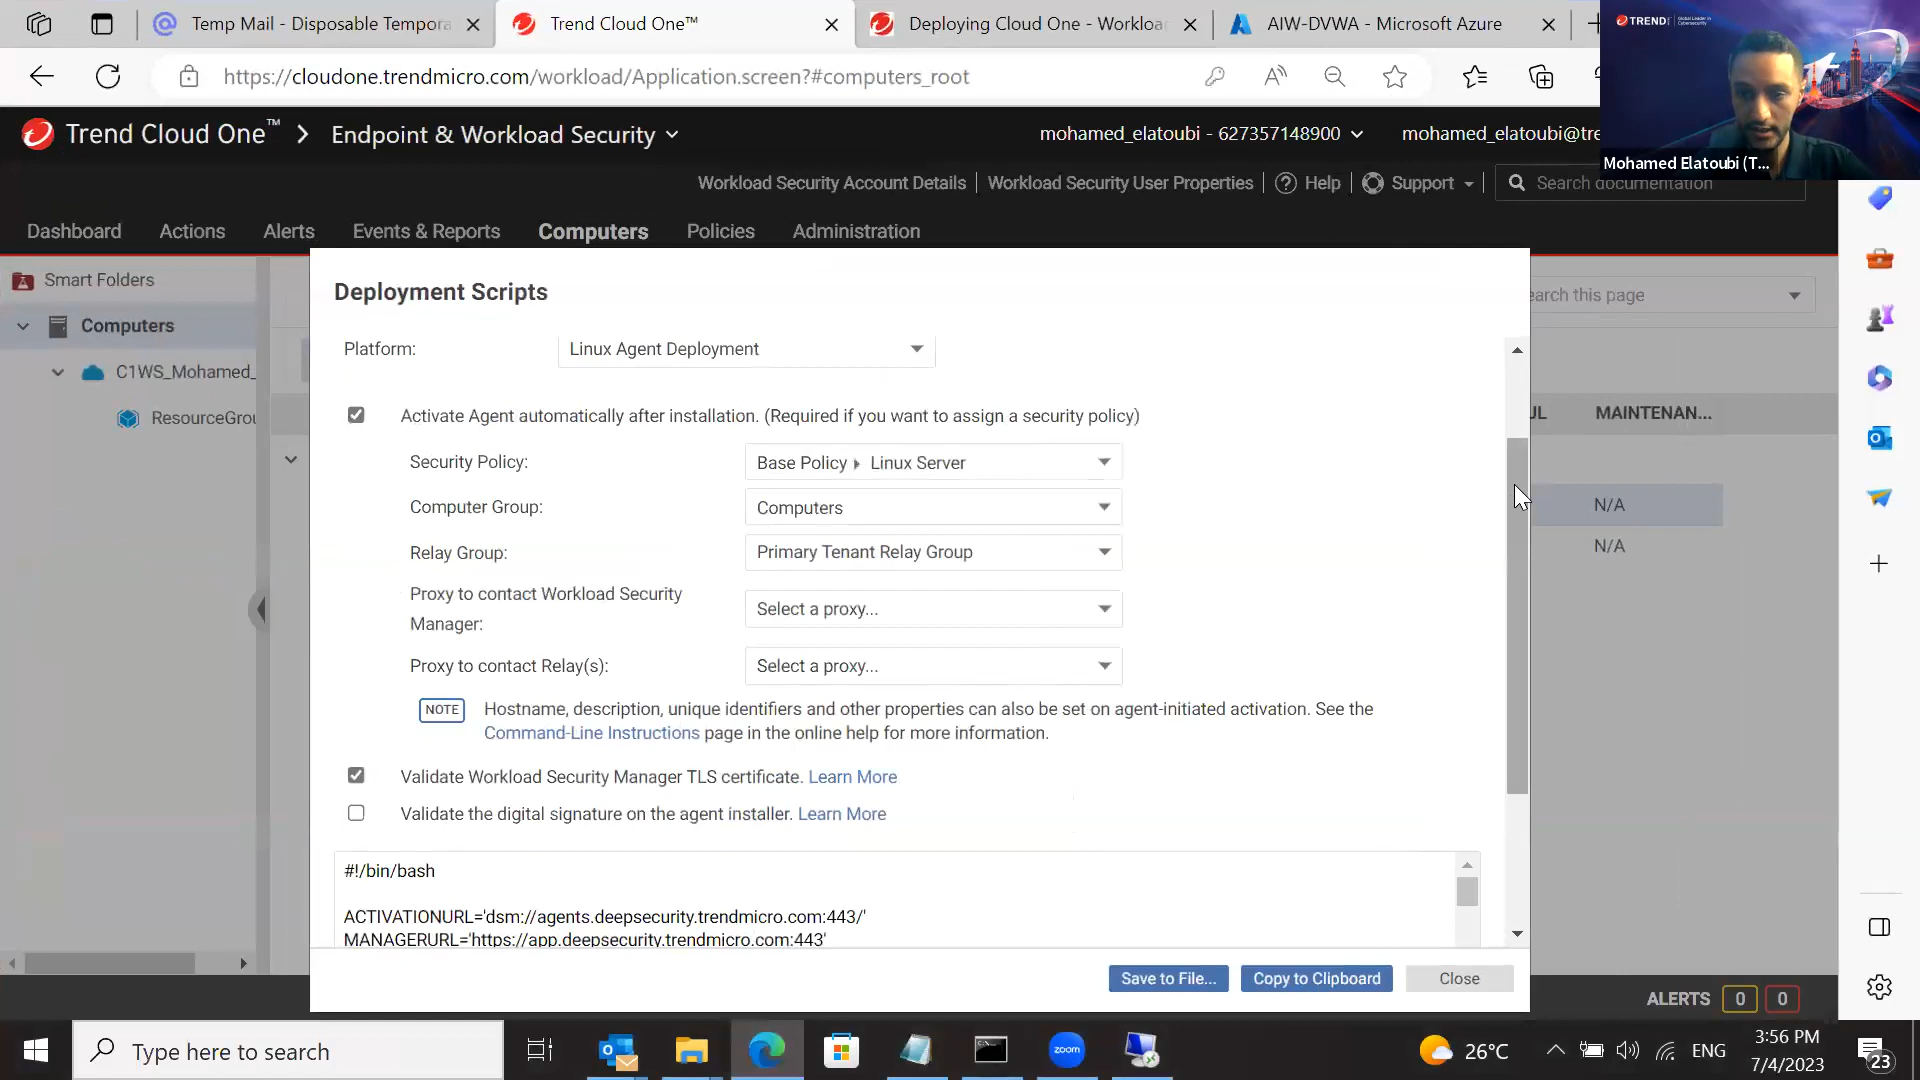 Temp Mail - Disposable Tempora
Trend Cloud One™
Deploying Cloud One - Workloa
AIW-DVWA - Microsoft Azure
https://cloudone.trendmicro.com/workload/Application.screen?#computers_root
TREND
Mohamed Elatoubi (T...
Trend Cloud One™ > Endpoint & Workload Security
mohamed_elatoubi - 627357148900
mohamed_elatoubi@tre
Workload Security Account Details
Workload Security User Properties
Help
Support
Search documentation
Dashboard
Actions
Alerts
Events & Reports
Computers
Policies
Administration
Smart Folders
Computers
C1WS_Mohamed_
ResourceGrou
earch this page
UL
MAINTENAN...
N/A
N/A
Deployment Scripts
Platform:
Linux Agent Deployment
Activate Agent automatically after installation. (Required if you want to assign a security policy)
Security Policy:
Base Policy Linux Server
Computer Group:
Computers
Relay Group:
Primary Tenant Relay Group
Proxy to contact Workload Security
Manager:
Select a proxy...
Proxy to contact Relay(s):
Select a proxy...
NOTE
Hostname, description, unique identifiers and other properties can also be set on agent-initiated activation. See the
Command-Line Instructions page in the online help for more information.
Validate Workload Security Manager TLS certificate. Learn More
Validate the digital signature on the agent installer. Learn More
#!/bin/bash
ACTIVATIONURL='dsm://agents.deepsecurity.trendmicro.com:443/'
MANAGERURL='https://app.deepsecurity.trendmicro.com:443'
Save to File...
Copy to Clipboard
Close
ALERTS 0 0
Type here to search
zoom
26°C
ENG
3:56 PM
7/4/2023
23